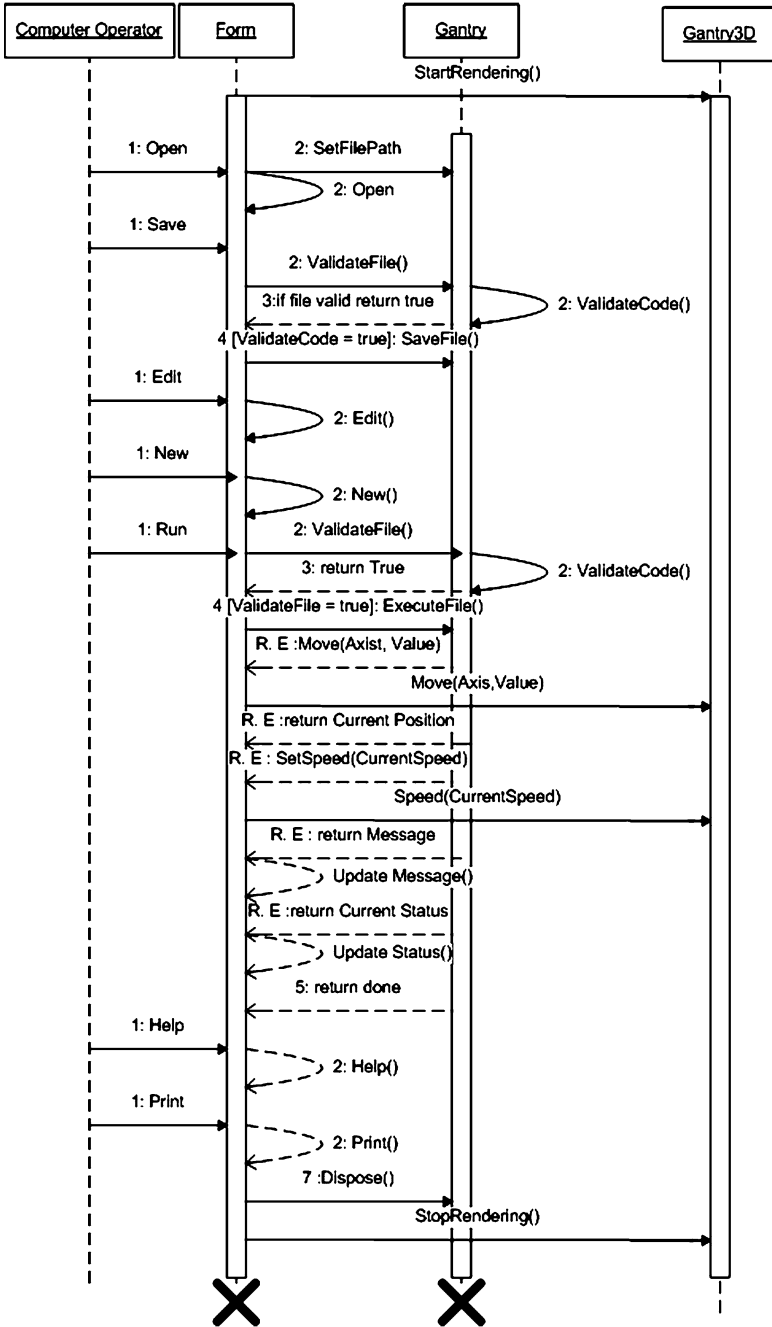 Computer Operator
Form
Gantry
Gantry3D
StartRendering()
1: Open
2: SetFilePath
2: Open
1: Save
2: ValidateFile()
3:if file valid return true
2: ValidateCode()
4 [ValidateCode = true]: SaveFile()
1: Edit
2: Edit()
1: New
2: New()
1: Run
2: ValidateFile()
3: return True
2: ValidateCode()
4 [ValidateFile = true]: ExecuteFile()
R. E :Move(Axist, Value)
Move(Axis,Value)
R. E :return Current Position
R. E : SetSpeed(CurrentSpeed)
Speed(CurrentSpeed)
R. E : return Message
Update Message()
R. E :return Current Status
Update Status()
5: return done
1: Help
2: Help()
1: Print
2: Print()
7 :Dispose()
StopRendering()